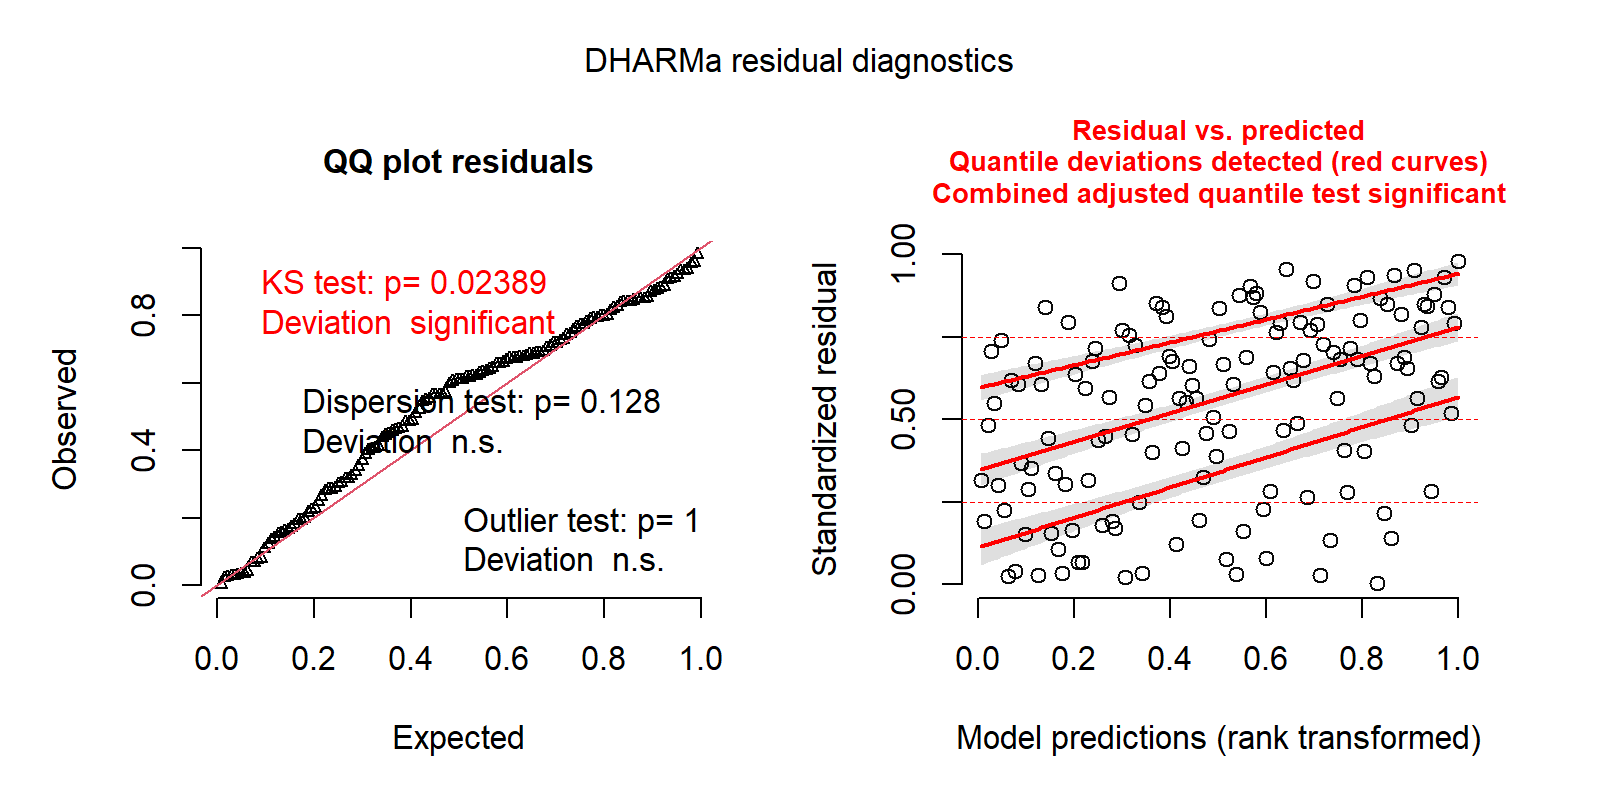 DHARMa residual diagnostics
QQ plot residuals
KS test: p= 0.02389
Deviation  significant
Dispersion test: p= 0.128
Deviation  n.s.
Outlier test: p= 1
Deviation  n.s.
Observed
0.0
0.4
0.8
0.0 0.2 0.4 0.6 0.8 1.0
Expected
Residual vs. predicted
Quantile deviations detected (red curves)
Combined adjusted quantile test significant
Standardized residual
0.00
0.50
1.00
0.0 0.2 0.4 0.6 0.8 1.0
Model predictions (rank transformed)